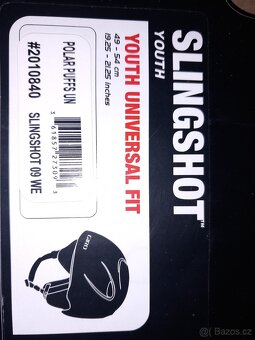 SLINGSHOT™
YOUTH
YOUTH UNIVERSAL FIT
49 - 54 cm
19.25 - 21.25 inches
POLAR PUFFS UN
#2010840
SLINGSHOT 09 WE
GIRO
Bazoš.cz